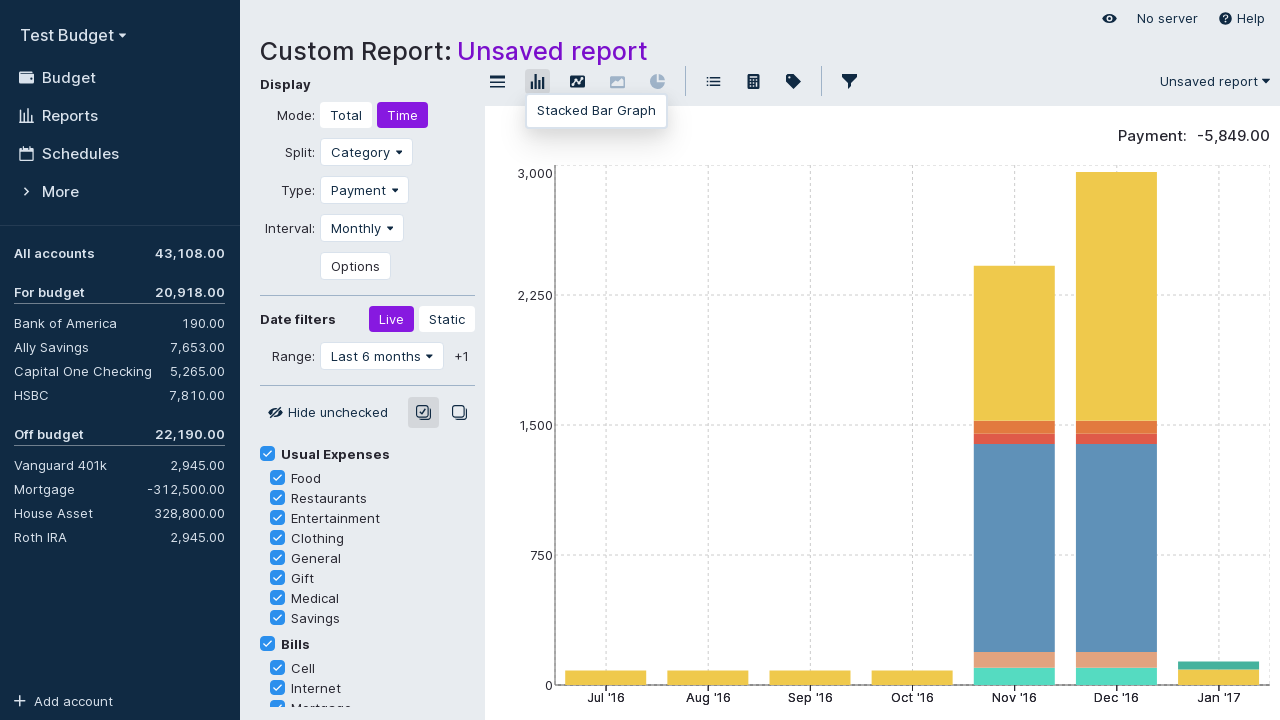 Test Budget
Budget
Reports
Schedules
More
All accounts 43,108.00
For budget 20,918.00
Bank of America 190.00
Ally Savings 7,653.00
Capital One Checking 5,265.00
HSBC 7,810.00
Off budget 22,190.00
Vanguard 401k 2,945.00
Mortgage -312,500.00
House Asset 328,800.00
Roth IRA 2,945.00
Add account
No server
Help
Custom Report: Unsaved report
Display
Mode: Total Time
Split: Category
Type: Payment
Interval: Monthly
Options
Date filters Live Static
Range: Last 6 months +1
Hide unchecked
Usual Expenses
Food
Restaurants
Entertainment
Clothing
General
Gift
Medical
Savings
Bills
Cell
Internet
Mortgage
Unsaved report
Stacked Bar Graph
Payment: -5,849.00
3,000
2,250
1,500
750
0
Jul '16 Aug '16 Sep '16 Oct '16 Nov '16 Dec '16 Jan '17